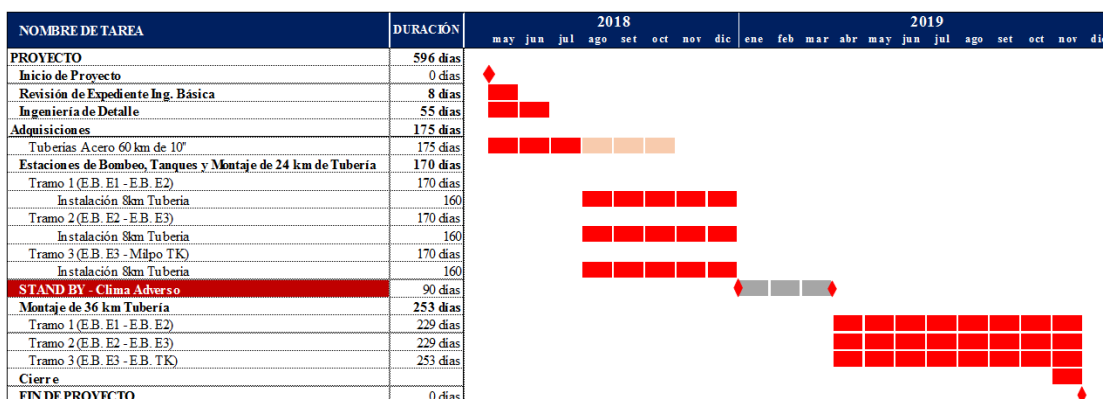 NOMBRE DE TAREA DURACIÓN 2018 2019
may jun jul ago set oct nov dic ene feb mar abr may jun jul ago set oct nov dic
PROYECTO 596 días
Inicio de Proyecto 0 días
Revisión de Expediente Ing. Básica 8 días
Ingeniería de Detalle 55 días
Adquisiciones 175 días
Tuberías Acero 60 km de 10" 175 días
Estaciones de Bombeo, Tanques y Montaje de 24 km de Tubería 170 días
Tramo 1 (E.B. E1 - E.B. E2) 170 días
Instalación 8km Tuberia 160
Tramo 2 (E.B. E2 - E.B. E3) 170 días
Instalación 8km Tuberia 160
Tramo 3 (E.B. E3 - Milpo TK) 170 días
Instalación 8km Tuberia 160
STAND BY - Clima Adverso 90 días
Montaje de 36 km Tubería 253 días
Tramo 1 (E.B. E1 - E.B. E2) 229 días
Tramo 2 (E.B. E2 - E.B. E3) 229 días
Tramo 3 (E.B. E3 - E.B. TK) 253 días
Cierre
FIN DE PROYECTO 0 días